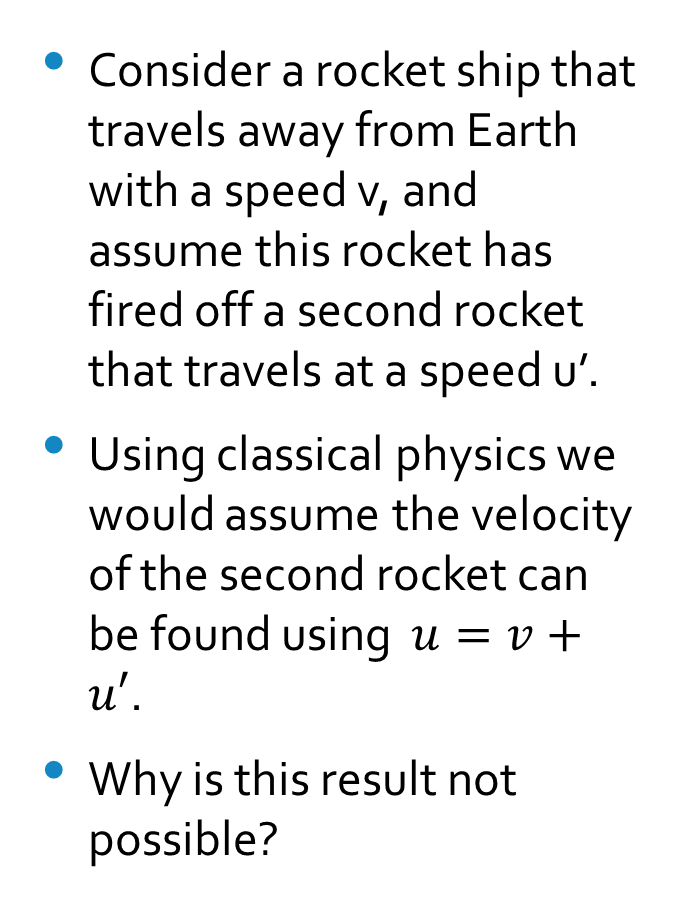 • Consider a rocket ship that
travels away from Earth
with a speed v, and
assume this rocket has
fired off a second rocket
that travels at a speed u′.
• Using classical physics we
would assume the velocity
of the second rocket can
be found using 𝑢 = 𝑣 +
𝑢′.
• Why is this result not
possible?